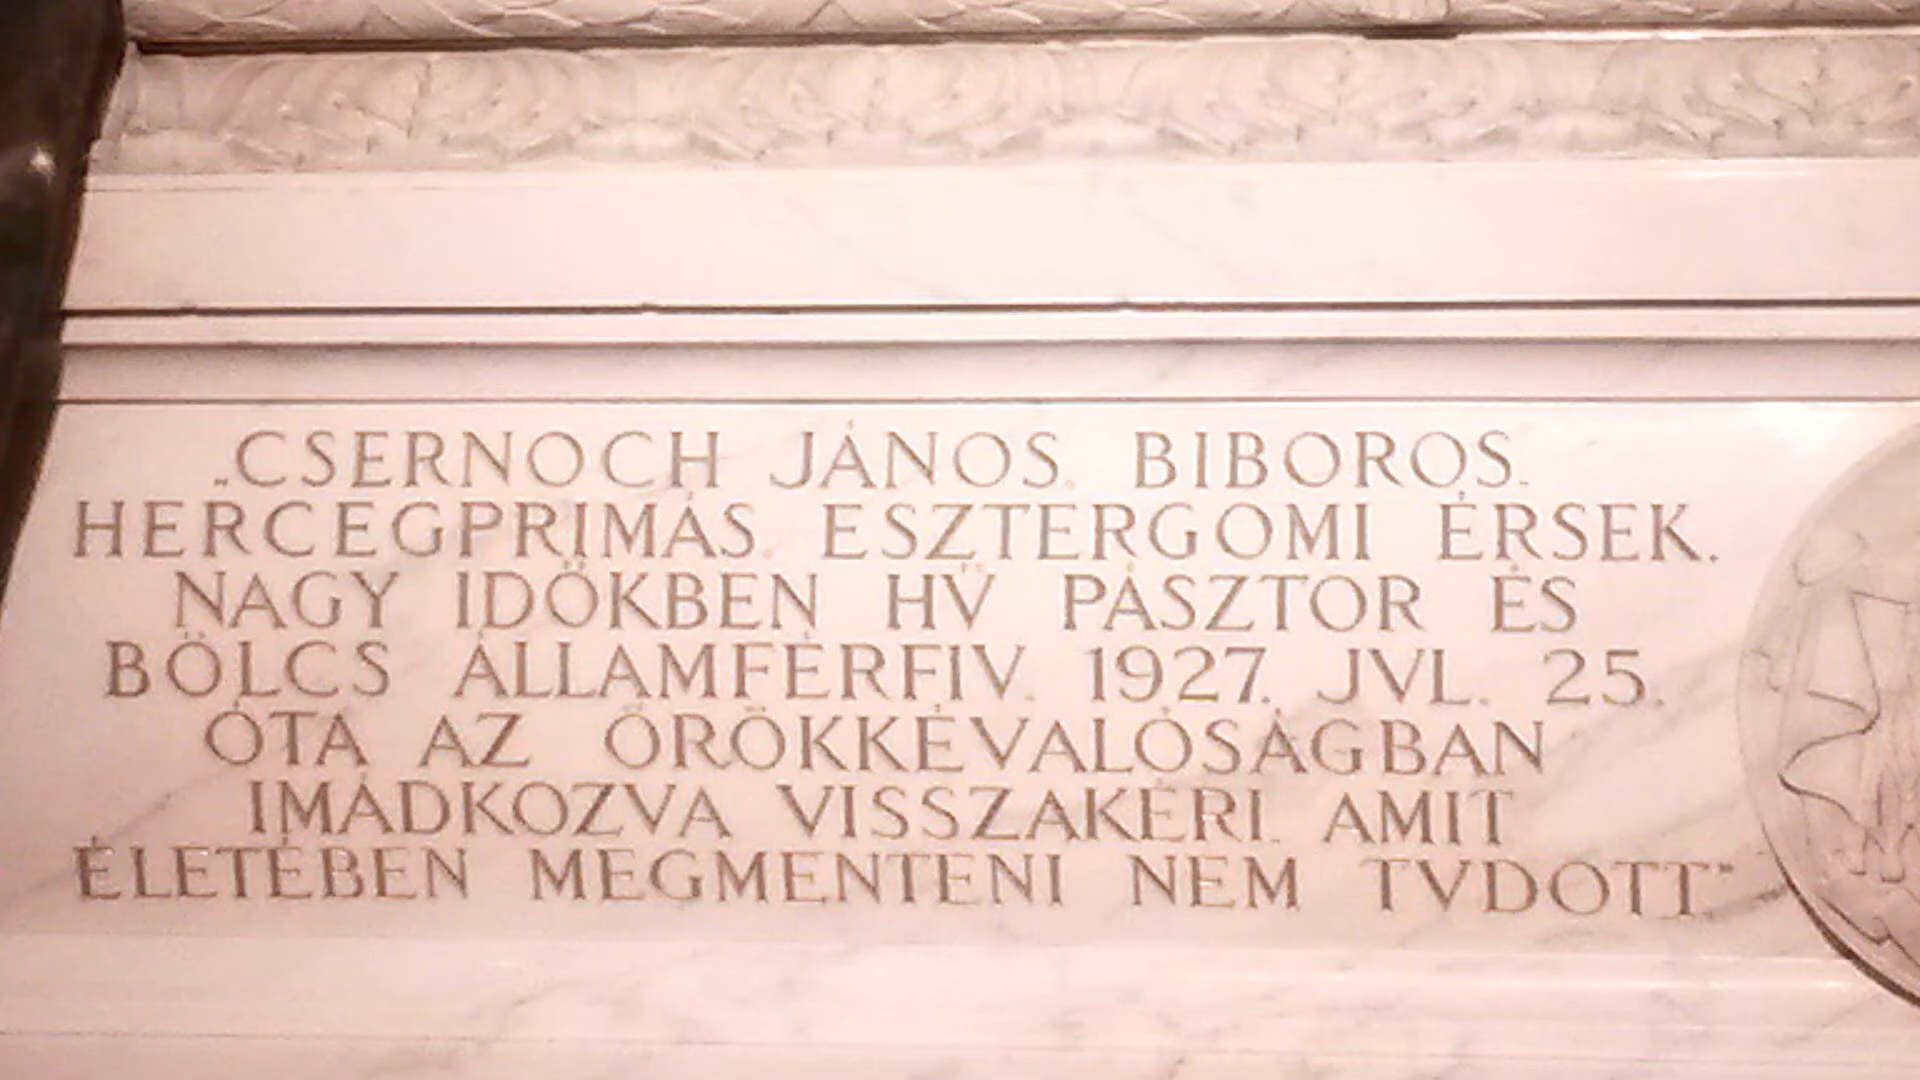 „CSERNOCH JÁNOS. BIBOROS.
HERCEGPRIMÁS. ESZTERGOMI ÉRSEK.
NAGY IDŐKBEN HV̋ PÁSZTOR ÉS
BÖLCS ÁLLAMFÉRFIV. 1927. JVL. 25.
ÓTA AZ ÖRÖKKÉVALÓSÁGBAN
IMÁDKOZVA VISSZAKÉRI. AMIT
ÉLETÉBEN MEGMENTENI NEM TVDOTT."